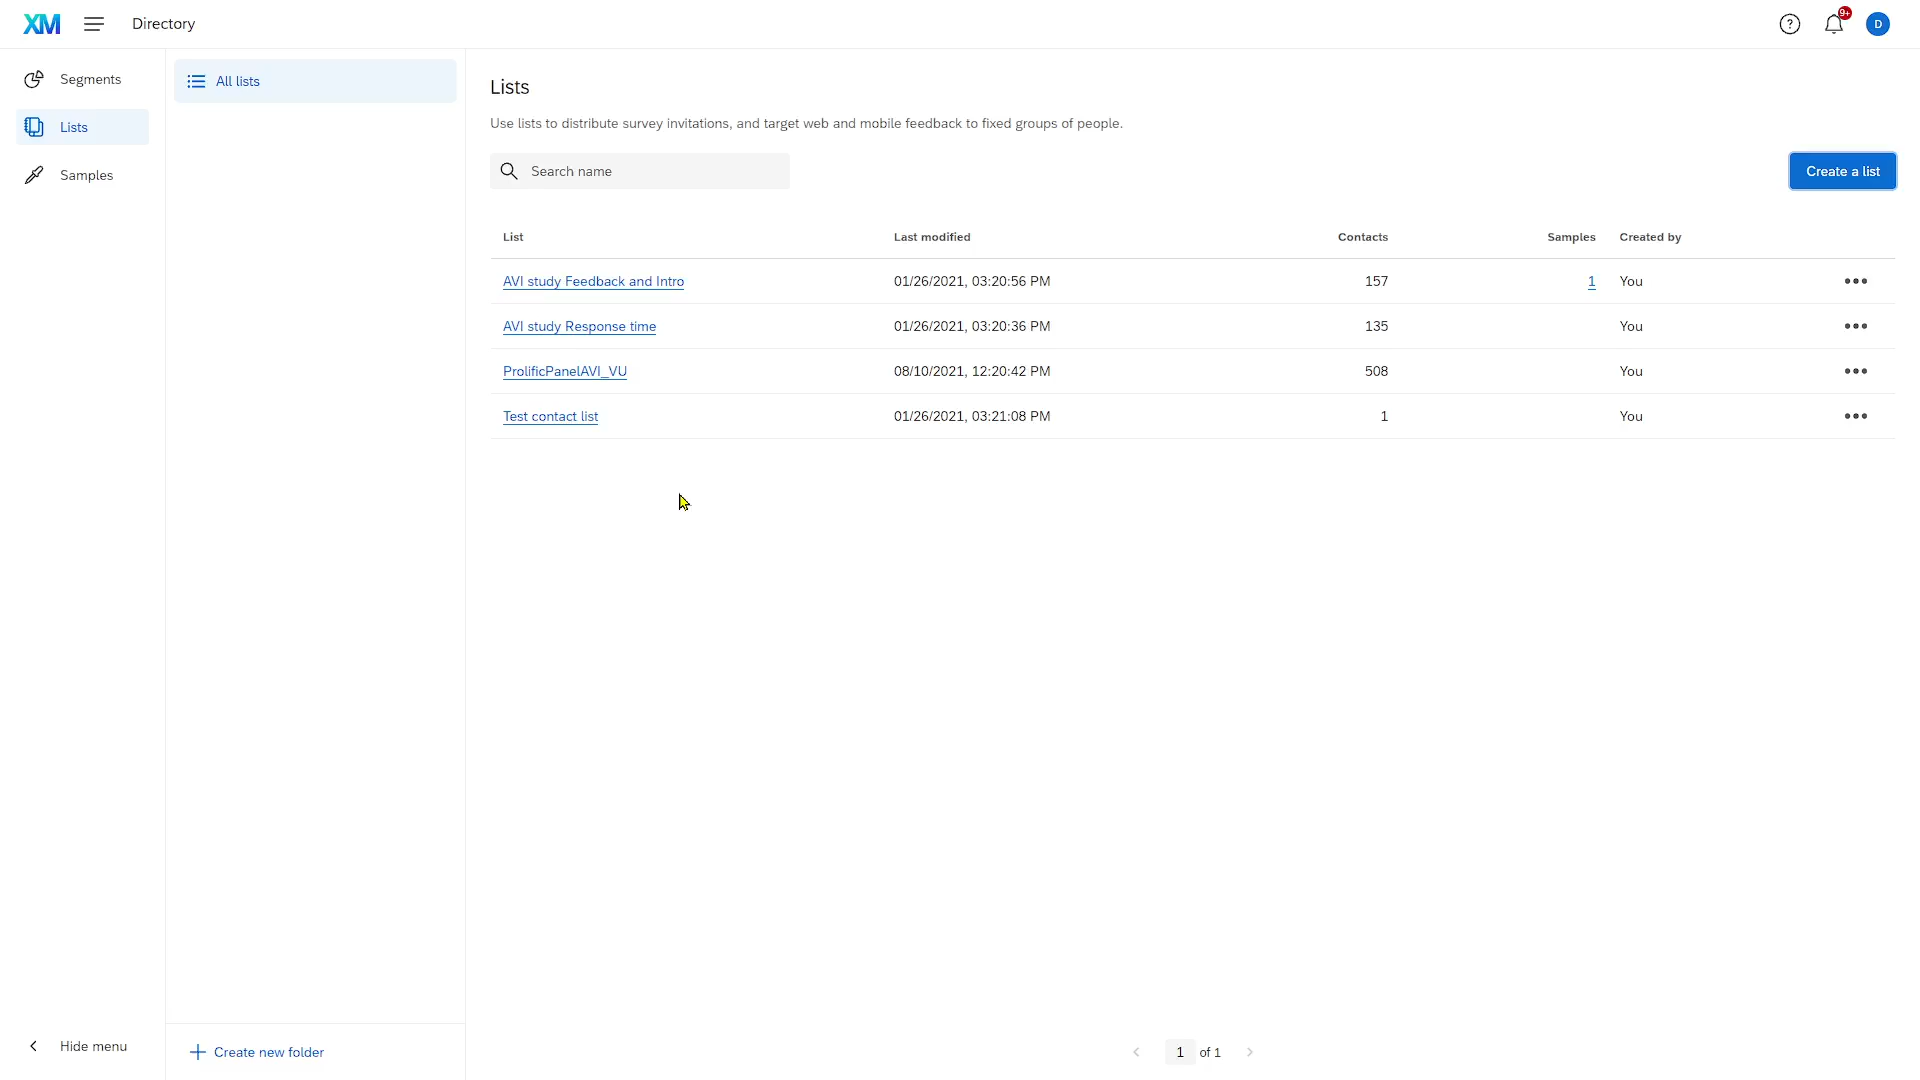 XM Directory 9+ D
Segments
Lists
Samples
All lists
Lists
Use lists to distribute survey invitations, and target web and mobile feedback to fixed groups of people.
Search name
Create a list
List Last modified Contacts Samples Created by
AVI study Feedback and Intro 01/26/2021, 03:20:56 PM 157 1 You
AVI study Response time 01/26/2021, 03:20:36 PM 135 You
ProlificPanelAVI_VU 08/10/2021, 12:20:42 PM 508 You
Test contact list 01/26/2021, 03:21:08 PM 1 You
Hide menu
Create new folder
1 of 1